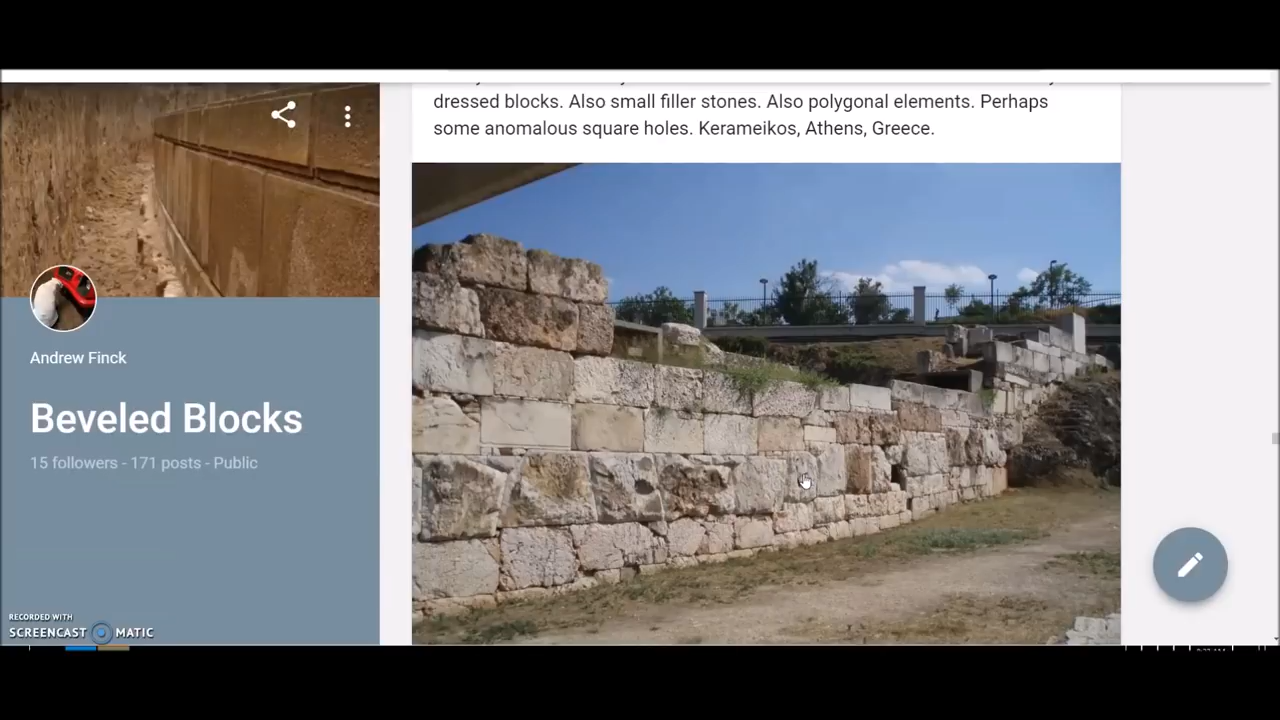 dressed blocks. Also small filler stones. Also polygonal elements. Perhaps
some anomalous square holes. Kerameikos, Athens, Greece.
Andrew Finck
Beveled Blocks
15 followers - 171 posts - Public
RECORDED WITH
SCREENCAST MATIC